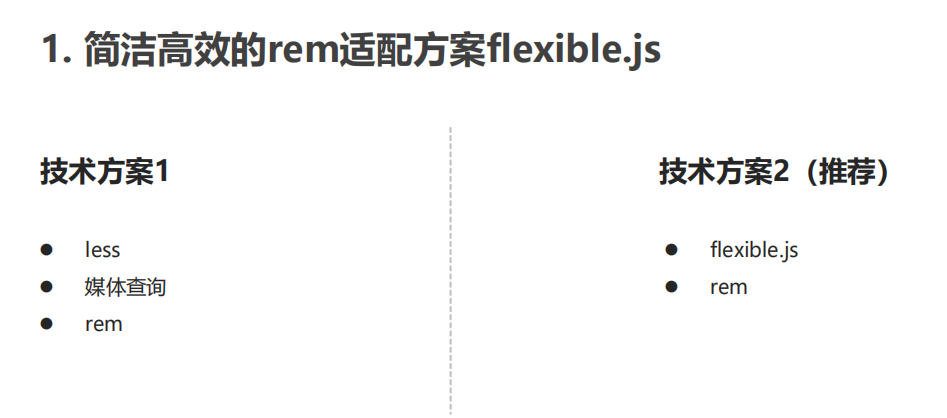 1. 简洁高效的rem适配方案flexible.js
技术方案1
● less
● 媒体查询
● rem
技术方案2（推荐）
● flexible.js
● rem